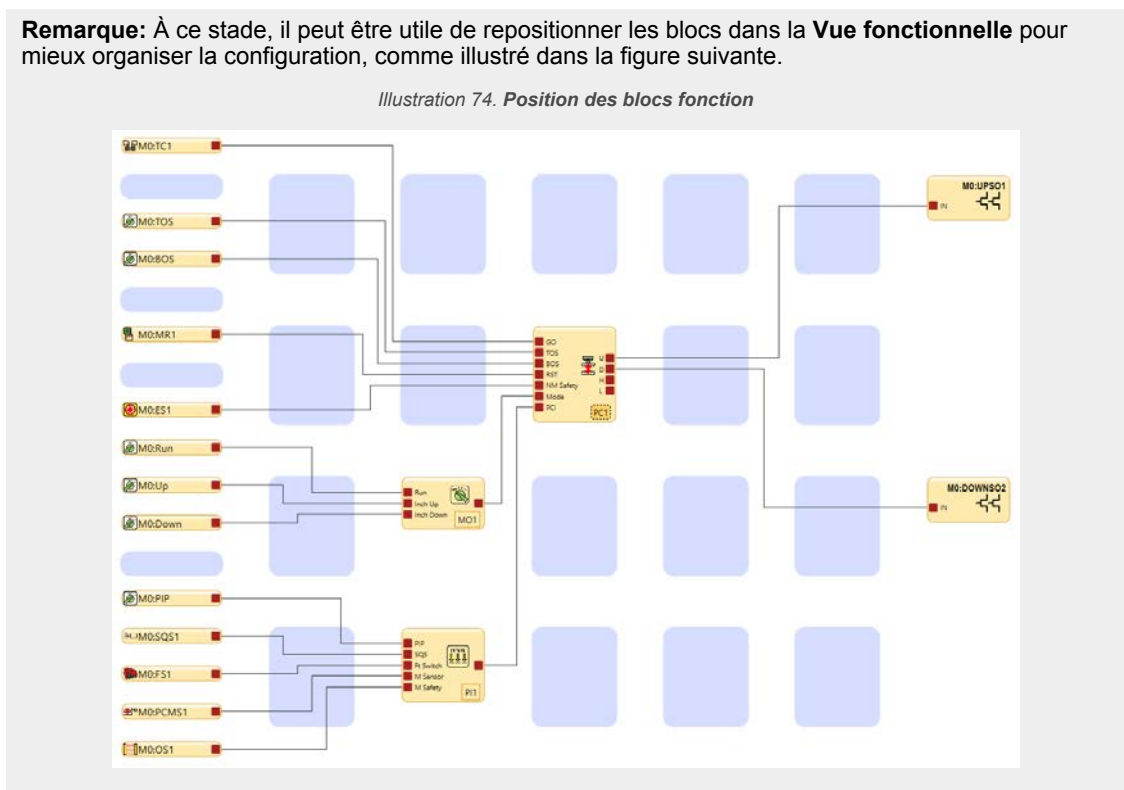 Remarque: À ce stade, il peut être utile de repositionner les blocs dans la Vue fonctionnelle pour
mieux organiser la configuration, comme illustré dans la figure suivante.
Illustration 74. Position des blocs fonction
M0:TC1
M0:TOS
M0:BOS
M0:MR1
M0:ES1
M0:Run
M0:Up
M0:Down
M0:PIP
M0:SQS1
M0:FS1
M0:PCMS1
M0:OS1
Run
Inch Up
Inch Down
MO1
PIP
SQS
Ft Switch
M Sensor
M Safety
PI1
GO
TOS
BOS
RST
NM Safety
Mode
PCI
U
D
H
L
PC1
M0:UPSO1
IN
M0:DOWNSO2
IN